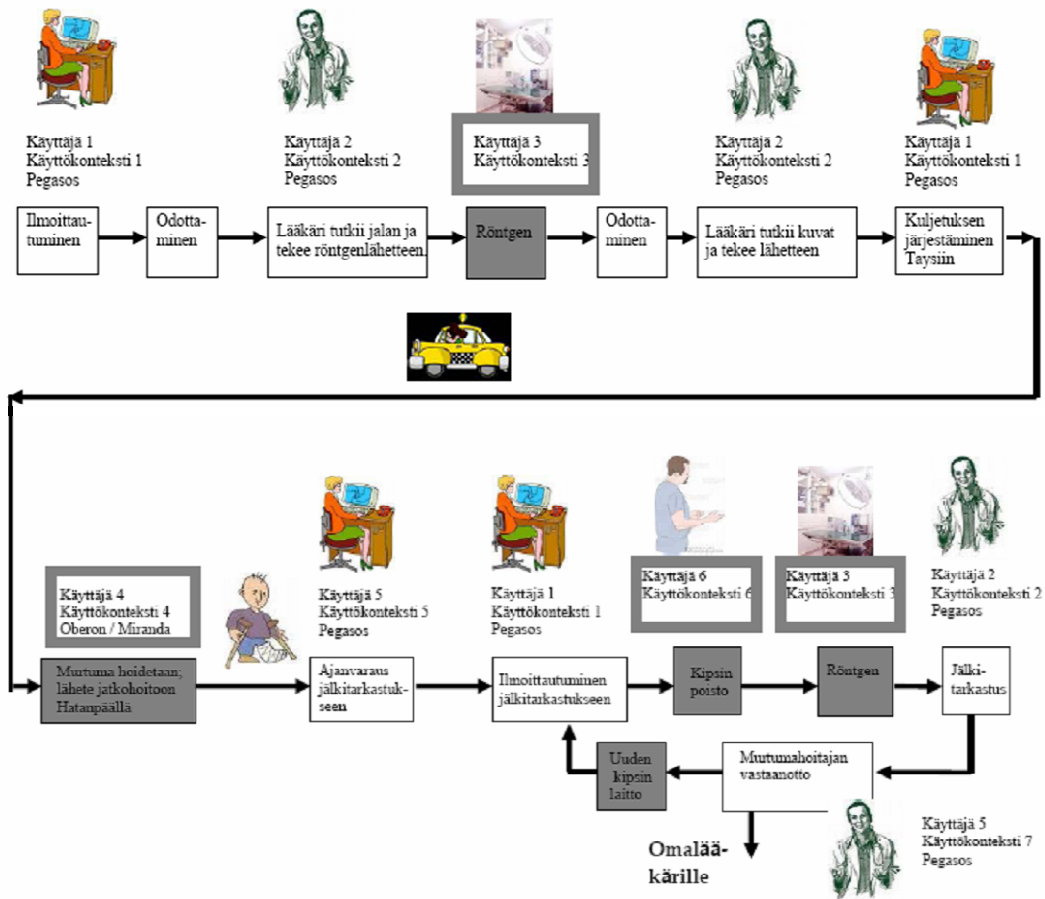 Käyttäjä 1
Käyttökonteksti 1
Pegasos
Käyttäjä 2
Käyttökonteksti 2
Pegasos
Käyttäjä 3
Käyttökonteksti 3
Käyttäjä 2
Käyttökonteksti 2
Pegasos
Käyttäjä 1
Käyttökonteksti 1
Pegasos
Ilmoittau-
tuminen
Odotta-
minen
Lääkäri tutkii jalan ja
tekee röntgenlähetteen.
Röntgen
Odotta-
minen
Lääkäri tutkii kuvat
ja tekee lähetteen
Kuljetuksen
järjestäminen
Taysiin
Käyttäjä 4
Käyttökonteksti 4
Oberon / Miranda
Käyttäjä 5
Käyttökonteksti 5
Pegasos
Käyttäjä 1
Käyttökonteksti 1
Pegasos
Käyttäjä 6
Käyttökonteksti 6
Käyttäjä 3
Käyttökonteksti 3
Käyttäjä 2
Käyttökonteksti 2
Pegasos
Murtuma hoidetaan;
lähete jatkohoitoon
Hatanpäällä
Ajanvaraus
jälkitarkastuk-
seen
Ilmoittautuminen
jälkitarkastukseen
Kipsin
poisto
Röntgen
Jälki-
tarkastus
Uuden
kipsin
laitto
Murtumahoitajan
vastaanotto
Omalää-
kärille
Käyttäjä 5
Käyttökonteksti 7
Pegasos